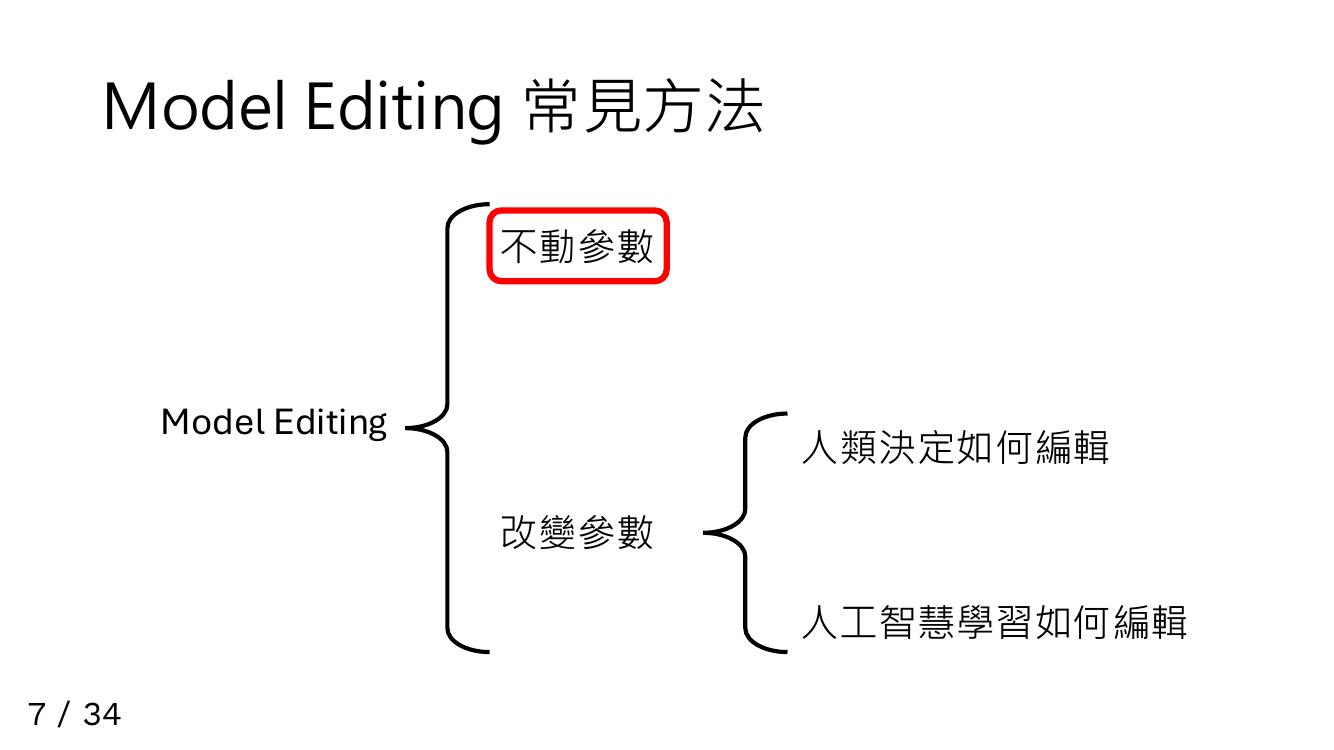 Model Editing 常見方法
不動參數
Model Editing
人類決定如何編輯
改變參數
人工智慧學習如何編輯
7 / 34